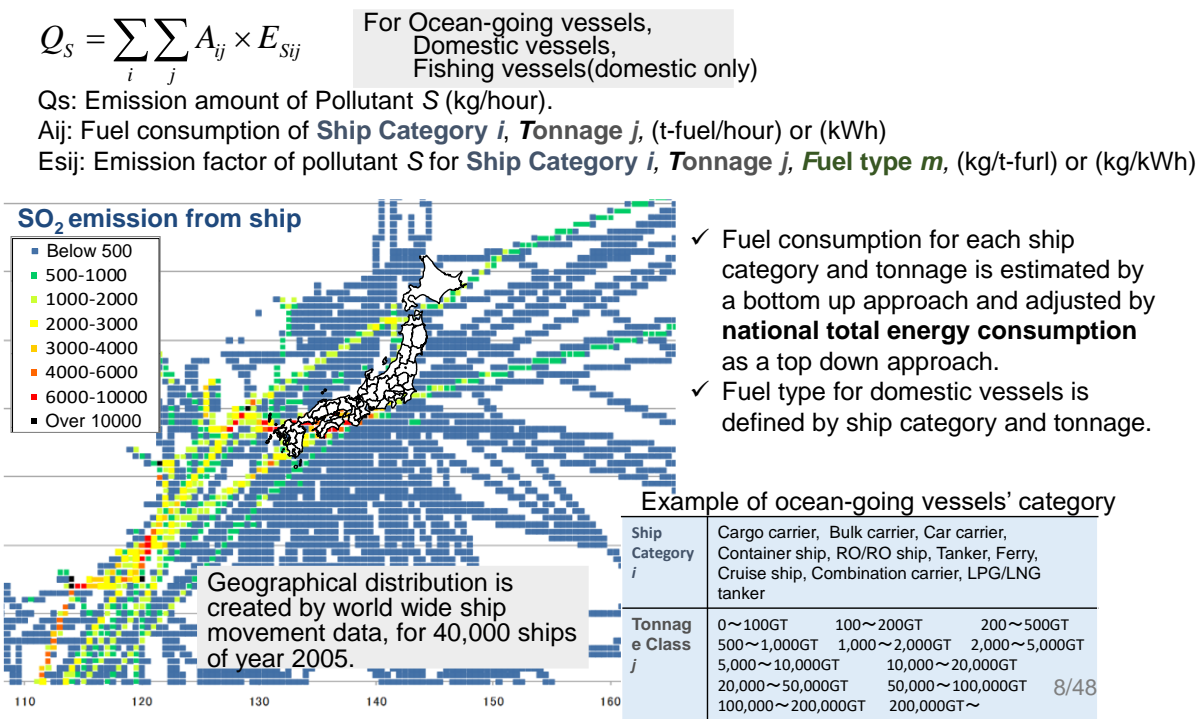 Q_S = ∑_i ∑_j A_ij × E_Sij
For Ocean-going vessels,
Domestic vessels,
Fishing vessels(domestic only)
Qs: Emission amount of Pollutant S (kg/hour).
Aij: Fuel consumption of Ship Category i, Tonnage j, (t-fuel/hour) or (kWh)
Esij: Emission factor of pollutant S for Ship Category i, Tonnage j, Fuel type m, (kg/t-furl) or (kg/kWh)
SO2 emission from ship
Below 500
500-1000
1000-2000
2000-3000
3000-4000
4000-6000
6000-10000
Over 10000
110 120 130 140 150 160
Geographical distribution is
created by world wide ship
movement data, for 40,000 ships
of year 2005.
✓ Fuel consumption for each ship
category and tonnage is estimated by
a bottom up approach and adjusted by
national total energy consumption
as a top down approach.
✓ Fuel type for domestic vessels is
defined by ship category and tonnage.
Example of ocean-going vessels' category
Ship
Category
i
Cargo carrier, Bulk carrier, Car carrier,
Container ship, RO/RO ship, Tanker, Ferry,
Cruise ship, Combination carrier, LPG/LNG
tanker
Tonnag
e Class
j
0～100GT 100～200GT 200～500GT
500～1,000GT 1,000～2,000GT 2,000～5,000GT
5,000～10,000GT 10,000～20,000GT
20,000～50,000GT 50,000～100,000GT
100,000～200,000GT 200,000GT～
8/48